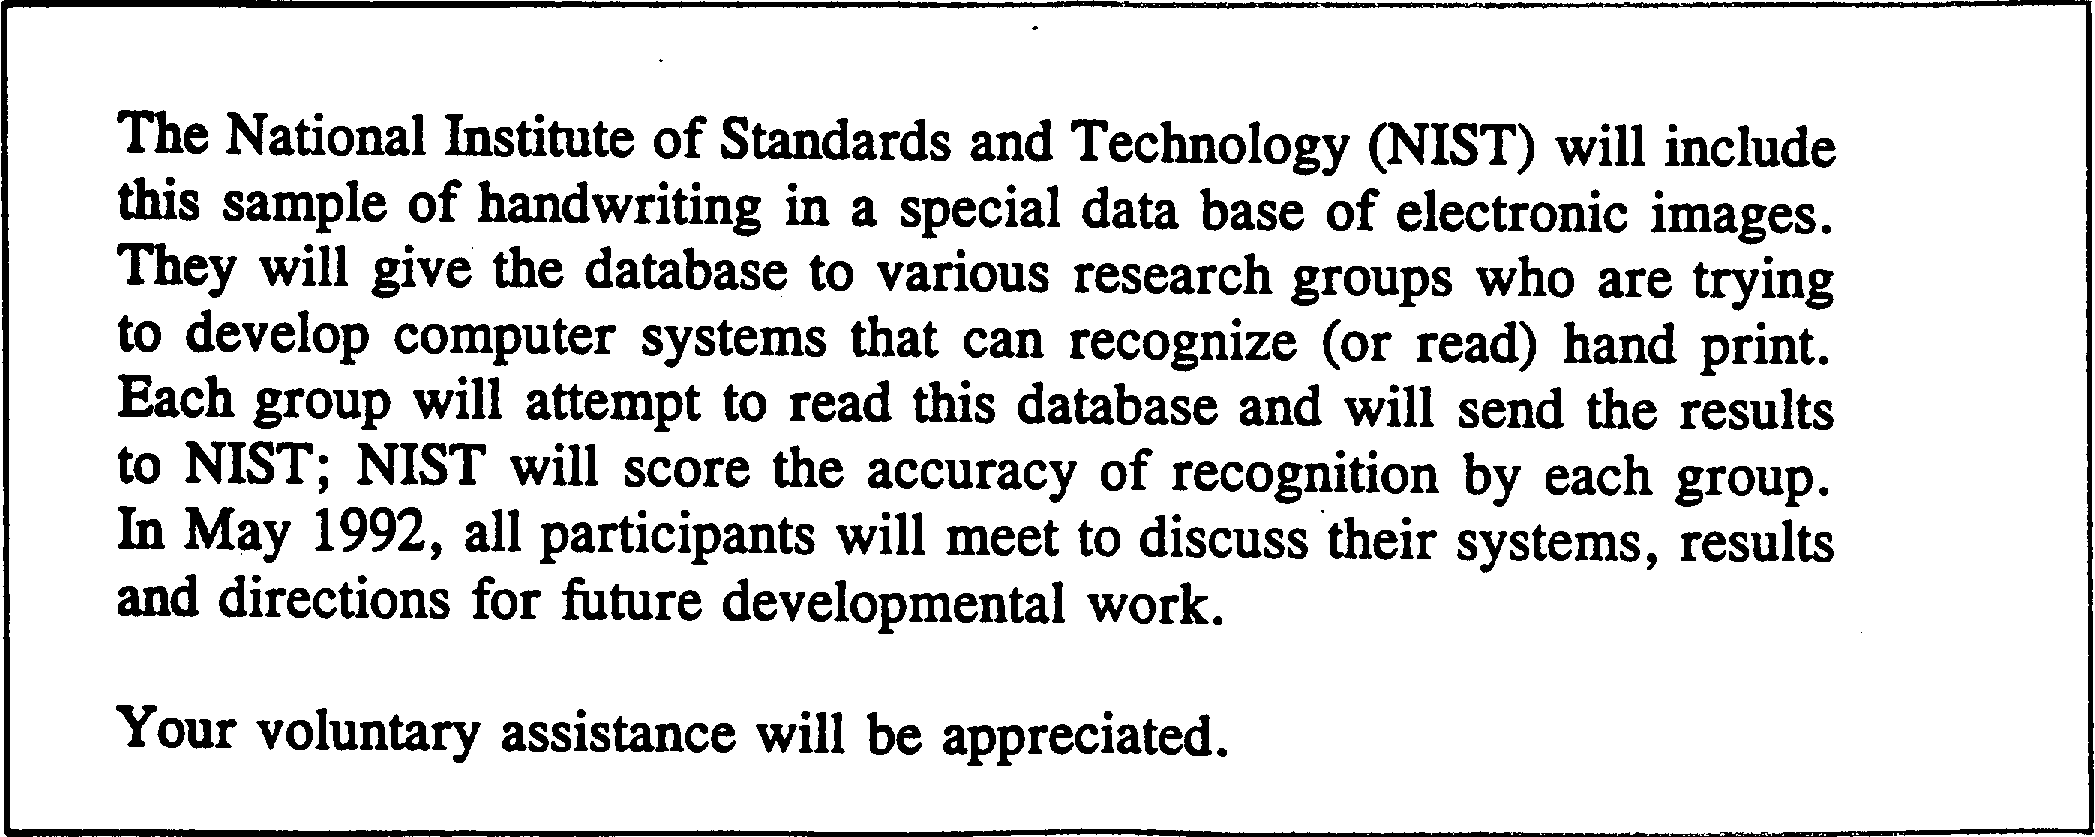 The National Institute of Standards and Technology (NIST) will include
this sample of handwriting in a special data base of electronic images.
They will give the database to various research groups who are trying
to develop computer systems that can recognize (or read) hand print.
Each group will attempt to read this database and will send the results
to NIST; NIST will score the accuracy of recognition by each group.
In May 1992, all participants will meet to discuss their systems, results
and directions for future developmental work.
Your voluntary assistance will be appreciated.